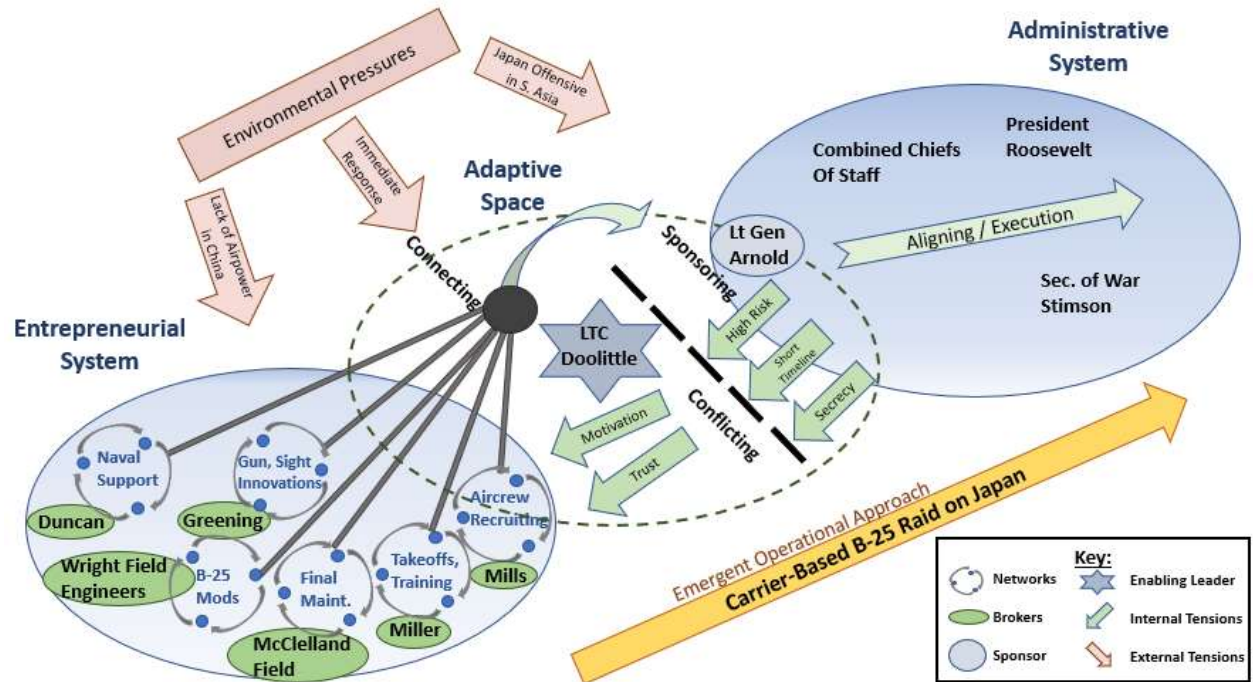 Environmental Pressures
Japan Offensive
in S. Asia
Immediate
Response
Lack of Airpower
in China
Administrative
System
President
Roosevelt
Combined Chiefs
Of Staff
Lt Gen
Arnold
Aligning / Execution
Sec. of War
Stimson
Adaptive
Space
Connecting
Sponsoring
LTC
Doolittle
High Risk
Short
Timeline
Secrecy
Conflicting
Motivation
Trust
Entrepreneurial
System
Naval
Support
Duncan
Gun, Sight
Innovations
Greening
Wright Field
Engineers
B-25
Mods
Final
Maint.
McClelland
Field
Takeoffs,
Training
Miller
Aircrew
Recruiting
Mills
Emergent Operational Approach
Carrier-Based B-25 Raid on Japan
Key:
Networks
Enabling Leader
Brokers
Internal Tensions
Sponsor
External Tensions